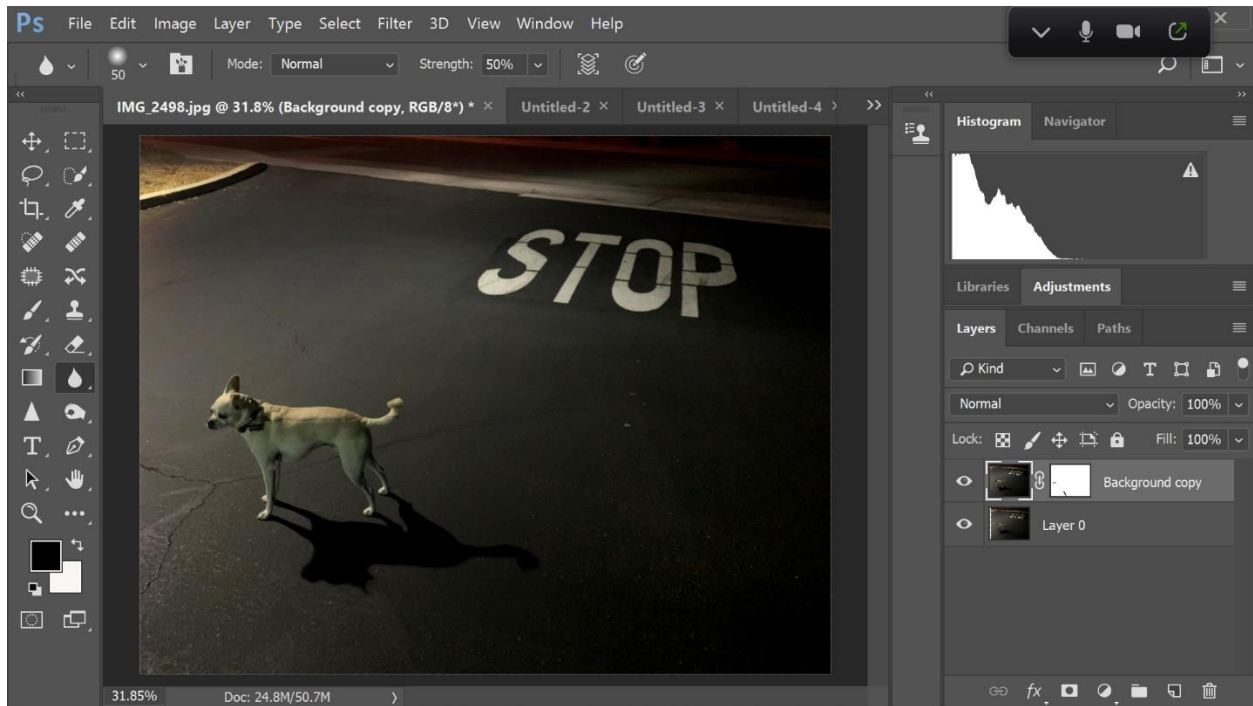 Ps File Edit Image Layer Type Select Filter 3D View Window Help
50 Mode: Normal Strength: 50%
IMG_2498.jpg @ 31.8% (Background copy, RGB/8*) * × Untitled-2 × Untitled-3 × Untitled-4
Histogram Navigator
STOP
Libraries Adjustments
Layers Channels Paths
Kind
Normal Opacity: 100%
Lock: Fill: 100%
Background copy
Layer 0
31.85% Doc: 24.8M/50.7M
fx